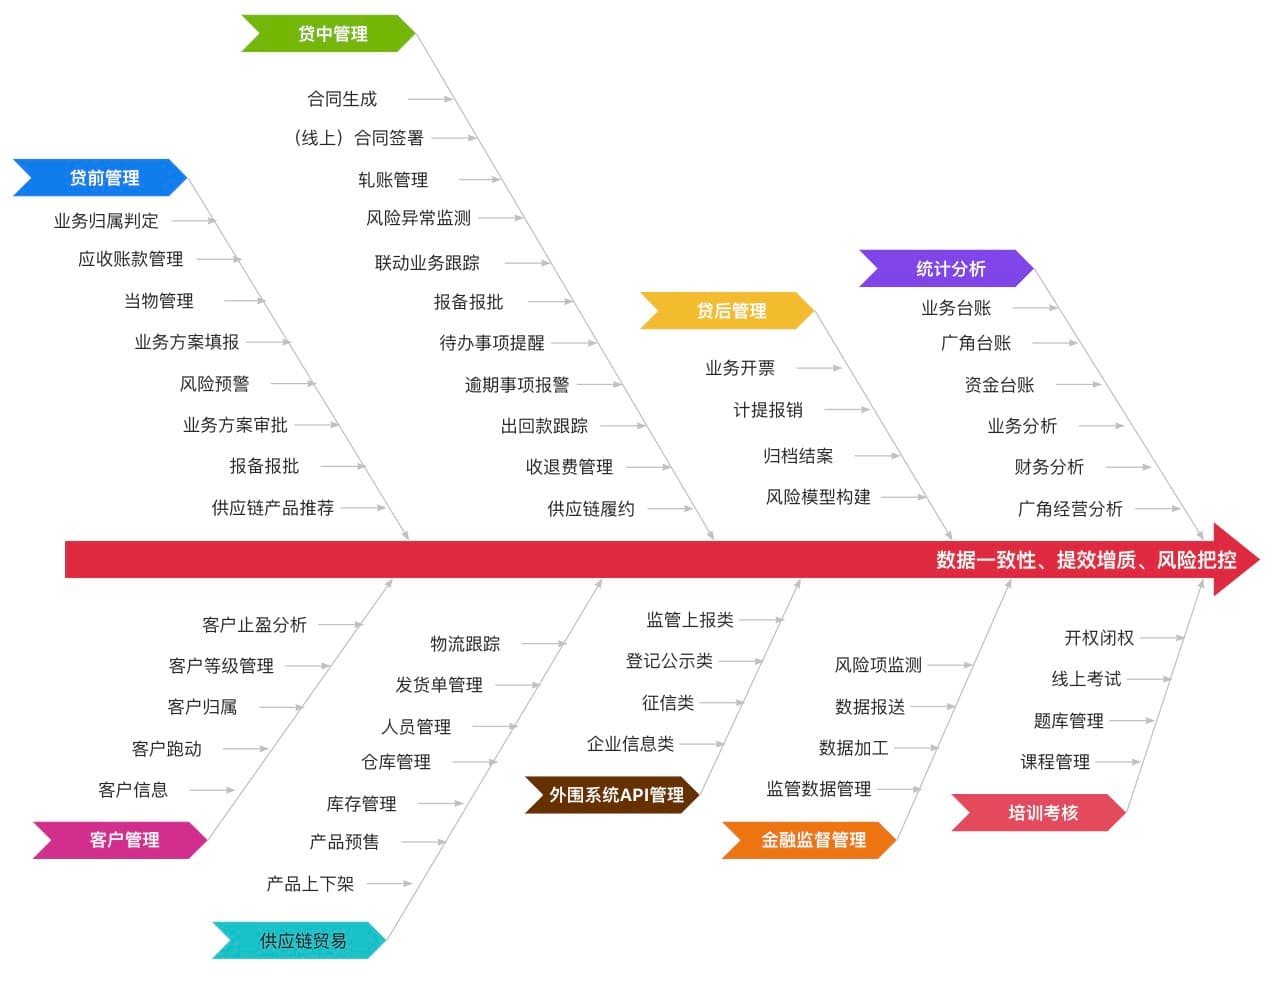 贷中管理
合同生成
（线上）合同签署
轧账管理
风险异常监测
联动业务跟踪
报备报批
待办事项提醒
逾期事项报警
出回款跟踪
收退费管理
供应链履约
贷前管理
业务归属判定
应收账款管理
当物管理
业务方案填报
风险预警
业务方案审批
报备报批
供应链产品推荐
贷后管理
业务开票
计提报销
归档结案
风险模型构建
统计分析
业务台账
广角台账
资金台账
业务分析
财务分析
广角经营分析
数据一致性、提效增质、风险把控
客户止盈分析
客户等级管理
客户归属
客户跑动
客户信息
客户管理
物流跟踪
发货单管理
人员管理
仓库管理
库存管理
产品预售
产品上下架
供应链贸易
监管上报类
登记公示类
征信类
企业信息类
外围系统API管理
风险项监测
数据报送
数据加工
监管数据管理
金融监督管理
开权闭权
线上考试
题库管理
课程管理
培训考核